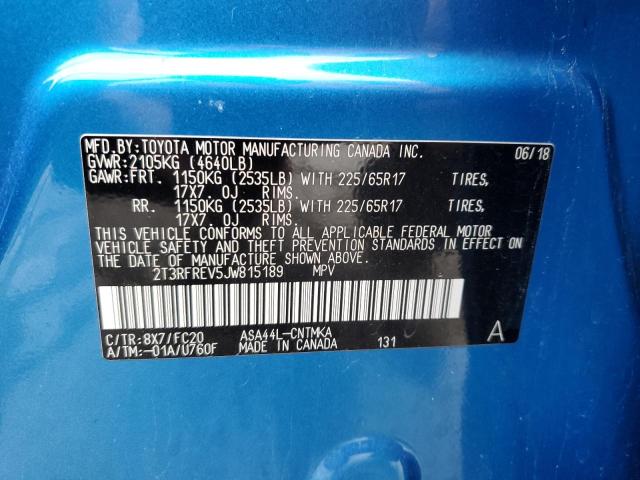 MFD.BY:TOYOTA MOTOR MANUFACTURING CANADA INC. 06/18
GVWR:2105KG (4640LB)
GAWR:FRT. 1150KG (2535LB) WITH 225/65R17 TIRES,
17X7.0J RIMS.
RR. 1150KG (2535LB) WITH 225/65R17 TIRES,
17X7.0J RIMS.
THIS VEHICLE CONFORMS TO ALL APPLICABLE FEDERAL MOTOR
VEHICLE SAFETY AND THEFT PREVENTION STANDARDS IN EFFECT ON
THE DATE OF MANUFACTURE SHOWN ABOVE.
2T3RFREV5JW815189 MPV
C/TR:8X7/FC20 ASA44L-CNTMKA A
A/TM:-01A/U760F MADE IN CANADA 131